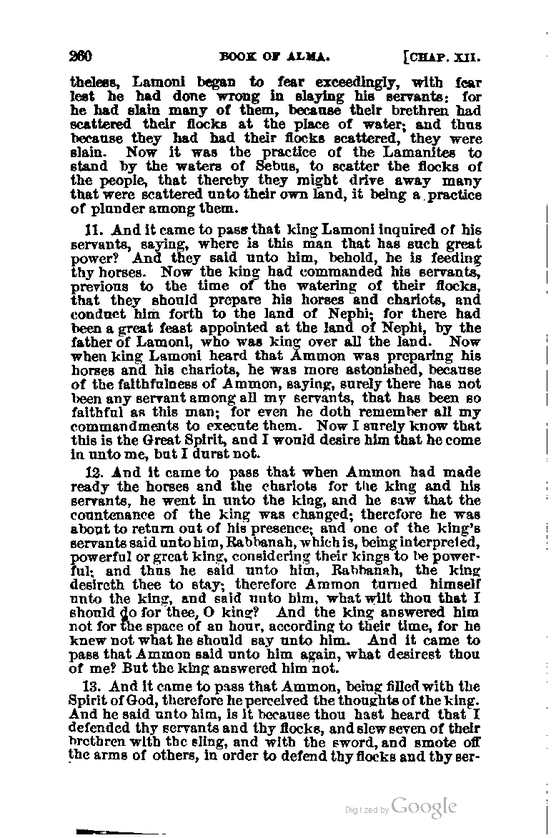 260 BOOK OF ALMA. [CHAP. XII.
theless, Lamoni began to fear exceedingly, with fear
lest he had done wrong in slaying his servants: for
he had slain many of them, because their brethren had
scattered their flocks at the place of water; and thus
because they had had their flocks scattered, they were
slain. Now it was the practice of the Lamanites to
stand by the waters of Sebus, to scatter the flocks of
the people, that thereby they might drive away many
that were scattered unto their own land, it being a practice
of plunder among them.
11. And it came to pass that king Lamoni inquired of his
servants, saying, where is this man that has such great
power? And they said unto him, behold, he is feeding
thy horses. Now the king had commanded his servants,
previous to the time of the watering of their flocks,
that they should prepare his horses and chariots, and
conduct him forth to the land of Nephi; for there had
been a great feast appointed at the land of Nephi, by the
father of Lamoni, who was king over all the land. Now
when king Lamoni heard that Ammon was preparing his
horses and his chariots, he was more astonished, because
of the faithfulness of Ammon, saying, surely there has not
been any servant among all my servants, that has been so
faithful as this man; for even he doth remember all my
commandments to execute them. Now I surely know that
this is the Great Spirit, and I would desire him that he come
in unto me, but I durst not.
12. And it came to pass that when Ammon had made
ready the horses and the chariots for the king and his
servants, he went in unto the king, and he saw that the
countenance of the king was changed; therefore he was
about to return out of his presence; and one of the king's
servants said unto him, Rabbanah, which is, being interpreted,
powerful or great king, considering their kings to be power-
ful; and thus he said unto him, Rabbanah, the king
desireth thee to stay; therefore Ammon turned himself
unto the king, and said unto him, what wilt thou that I
should do for thee, O king? And the king answered him
not for the space of an hour, according to their time, for he
knew not what he should say unto him. And it came to
pass that Ammon said unto him again, what desirest thou
of me? But the king answered him not.
13. And it came to pass that Ammon, being filled with the
Spirit of God, therefore he perceived the thoughts of the king.
And he said unto him, is it because thou hast heard that I
defended thy servants and thy flocks, and slew seven of their
brethren with the sling, and with the sword, and smote off
the arms of others, in order to defend thy flocks and thy ser-
Digitized by Google